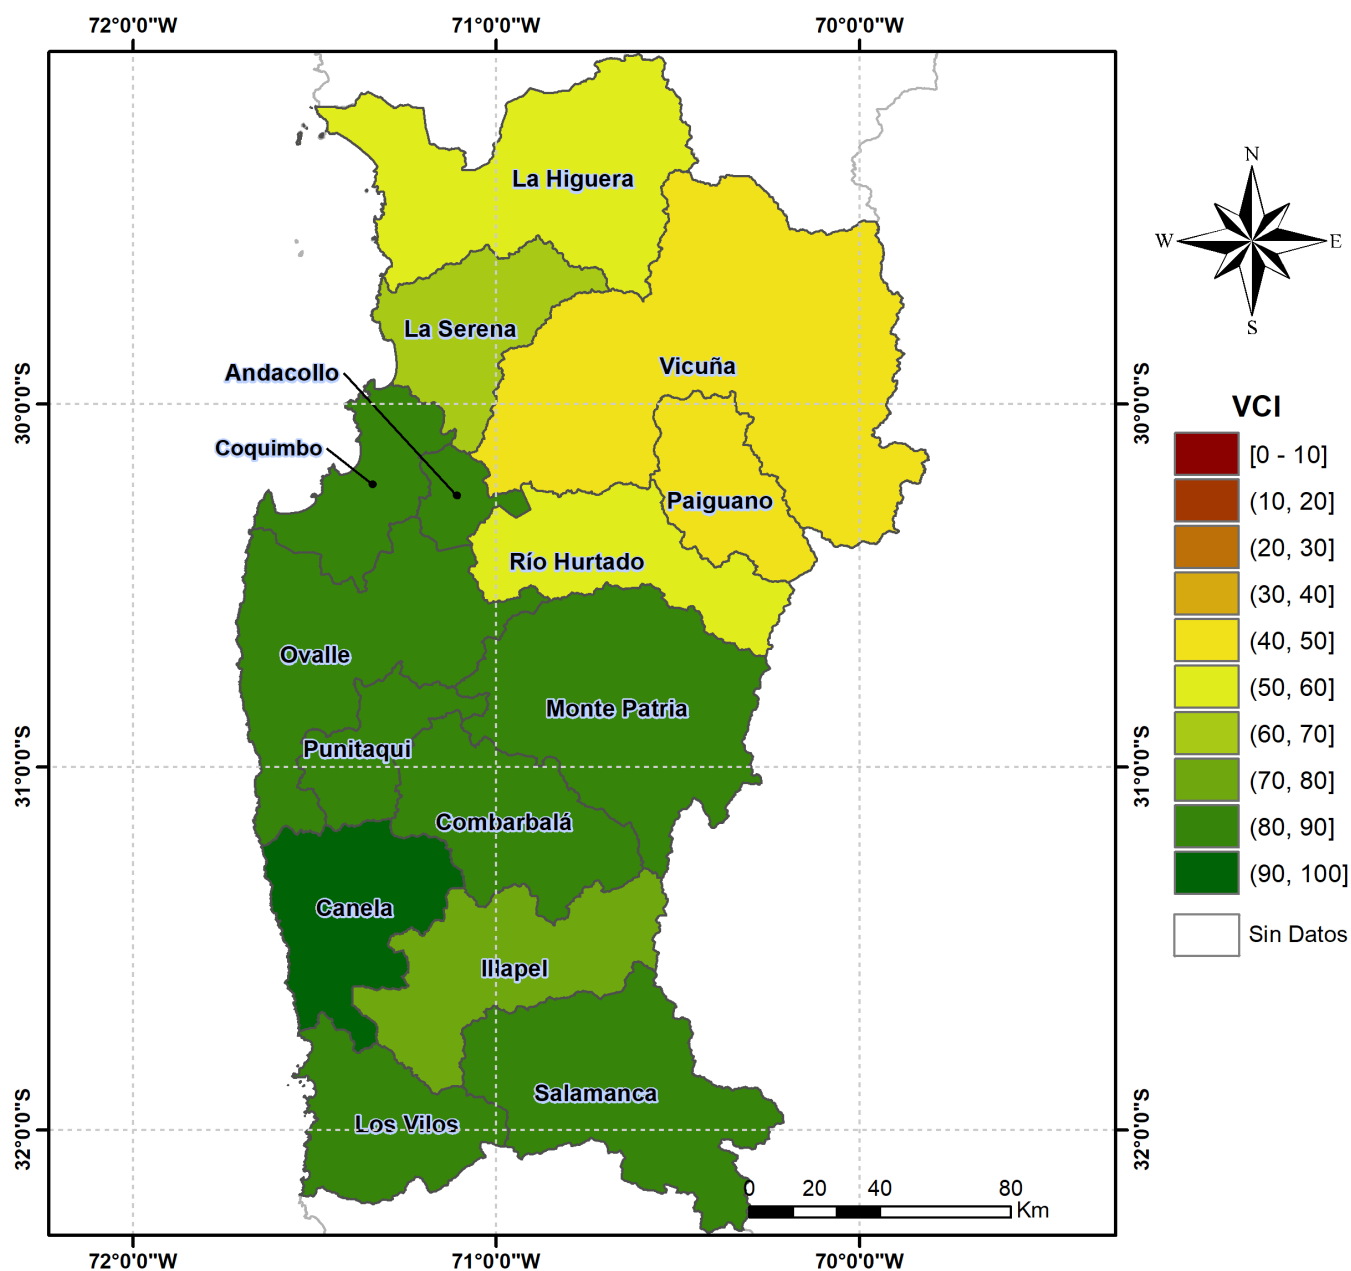 72°0'0"W
71°0'0"W
70°0'0"W
N
W
E
S
La Higuera
La Serena
Andacollo
Vicuña
30°0'0"S
30°0'0"S
Coquimbo
Paiguano
Río Hurtado
Ovalle
Monte Patria
Punitaqui
31°0'0"S
31°0'0"S
Combarbalá
Canela
Illapel
Salamanca
Los Vilos
32°0'0"S
32°0'0"S
VCI
[0 - 10]
(10, 20]
(20, 30]
(30, 40]
(40, 50]
(50, 60]
(60, 70]
(70, 80]
(80, 90]
(90, 100]
Sin Datos
0 20 40 80
Km
72°0'0"W
71°0'0"W
70°0'0"W